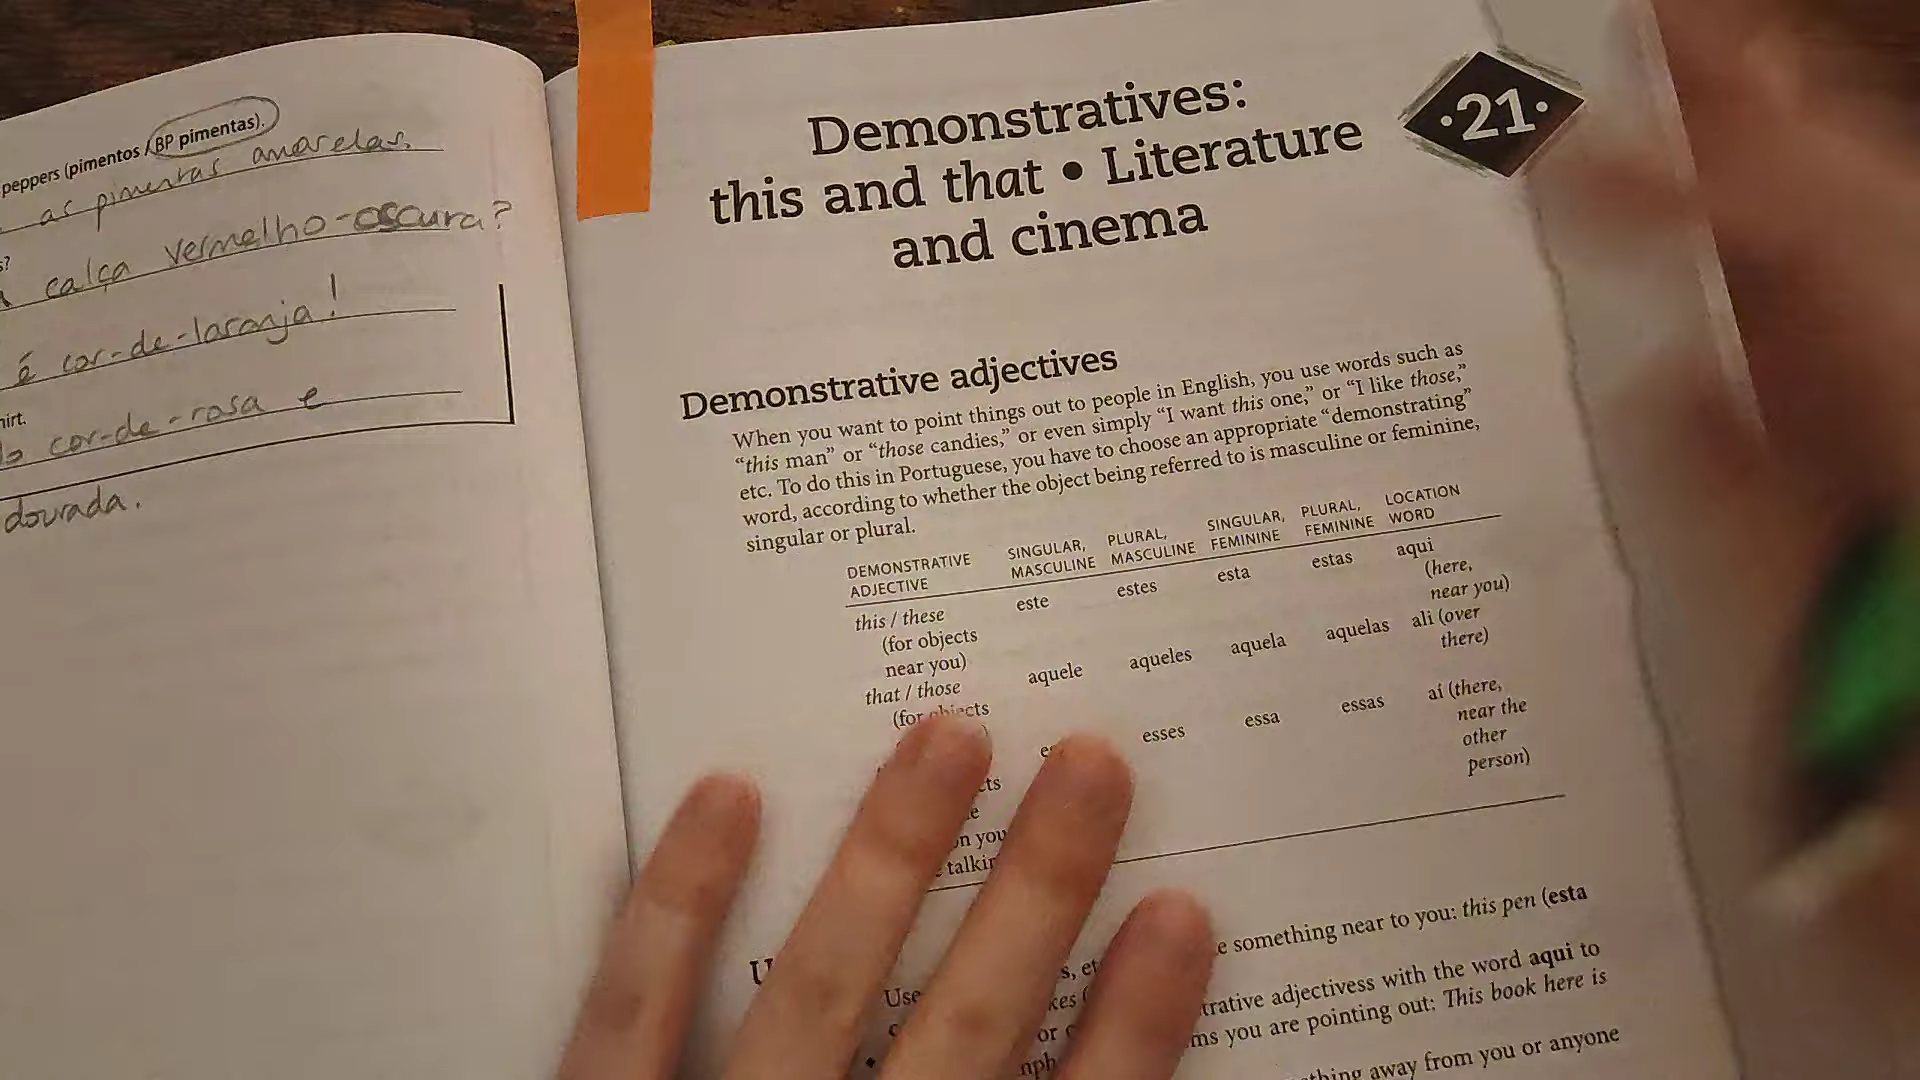 peppers (pimentos / BP pimentas).
as pimentas amarelas.
s?
calça vermelho-oscura?
é cor-de-laranja!
hirt.
cor-de-rosa e
dourada.
·21·
Demonstratives:
this and that • Literature
and cinema
Demonstrative adjectives
When you want to point things out to people in English, you use words such as
“this man” or “those candies,” or even simply “I want this one,” or “I like those,”
etc. To do this in Portuguese, you have to choose an appropriate “demonstrating”
word, according to whether the object being referred to is masculine or feminine,
singular or plural.
DEMONSTRATIVE ADJECTIVE
SINGULAR, MASCULINE
PLURAL, MASCULINE
SINGULAR, FEMININE
PLURAL, FEMININE
LOCATION WORD
this / these (for objects near you)
este
estes
esta
estas
aqui (here, near you)
that / those (for objects
aquele
aqueles
aquela
aquelas
ali (over there)
esses
essa
essas
aí (there, near the other person)
you
something near to you: this pen (esta
Use
adjectivess with the word aqui to
or
you are pointing out: This book here is
away from you or anyone